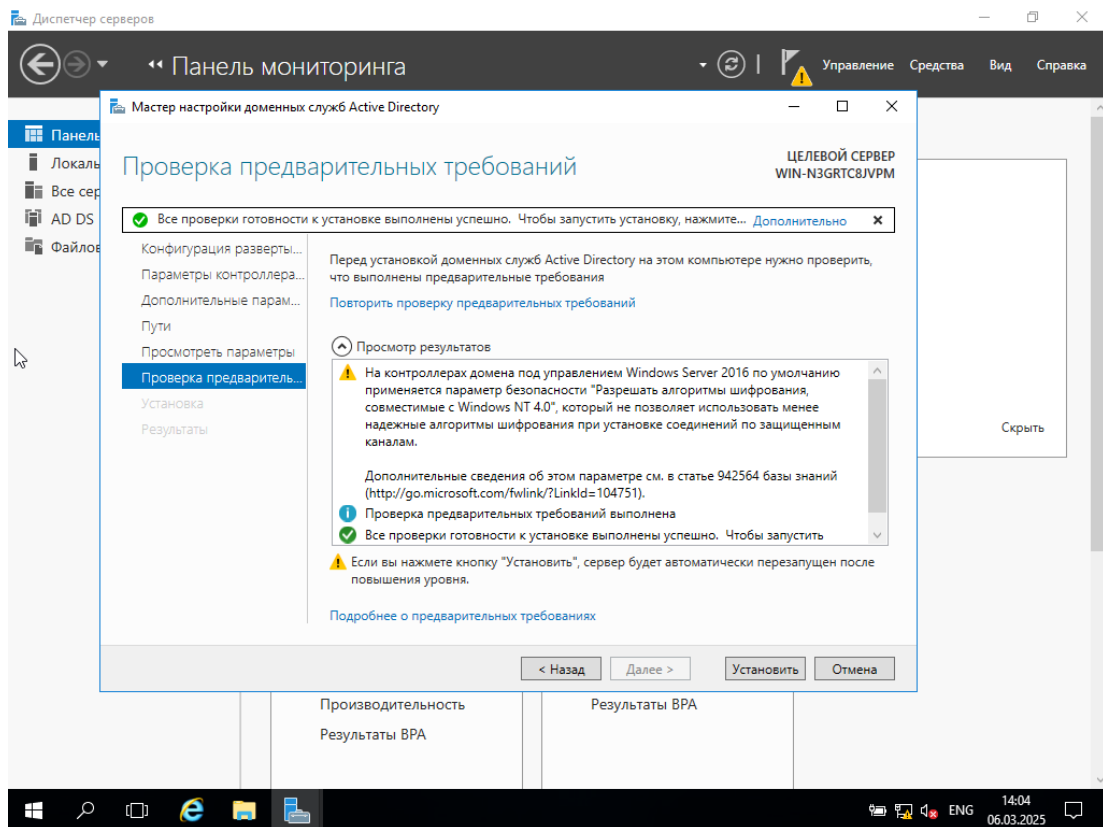 Диспетчер серверов
Панель мониторинга
Управление Средства Вид Справка
Мастер настройки доменных служб Active Directory
Панель
Локаль
Все сер
AD DS
Файлов
Проверка предварительных требований
ЦЕЛЕВОЙ СЕРВЕР
WIN-N3GRTC8JVPM
Все проверки готовности к установке выполнены успешно. Чтобы запустить установку, нажмите... Дополнительно
Конфигурация разверты...
Параметры контроллера...
Дополнительные парам...
Пути
Просмотреть параметры
Проверка предваритель...
Установка
Результаты
Перед установкой доменных служб Active Directory на этом компьютере нужно проверить,
что выполнены предварительные требования
Повторить проверку предварительных требований
Просмотр результатов
На контроллерах домена под управлением Windows Server 2016 по умолчанию
применяется параметр безопасности "Разрешать алгоритмы шифрования,
совместимые с Windows NT 4.0", который не позволяет использовать менее
надежные алгоритмы шифрования при установке соединений по защищенным
каналам.
Дополнительные сведения об этом параметре см. в статье 942564 базы знаний
(http://go.microsoft.com/fwlink/?LinkId=104751).
Проверка предварительных требований выполнена
Все проверки готовности к установке выполнены успешно. Чтобы запустить
Если вы нажмете кнопку "Установить", сервер будет автоматически перезапущен после
повышения уровня.
Подробнее о предварительных требованиях
< Назад
Далее >
Установить
Отмена
Скрыть
Производительность
Результаты BPA
Результаты BPA
ENG
14:04
06.03.2025